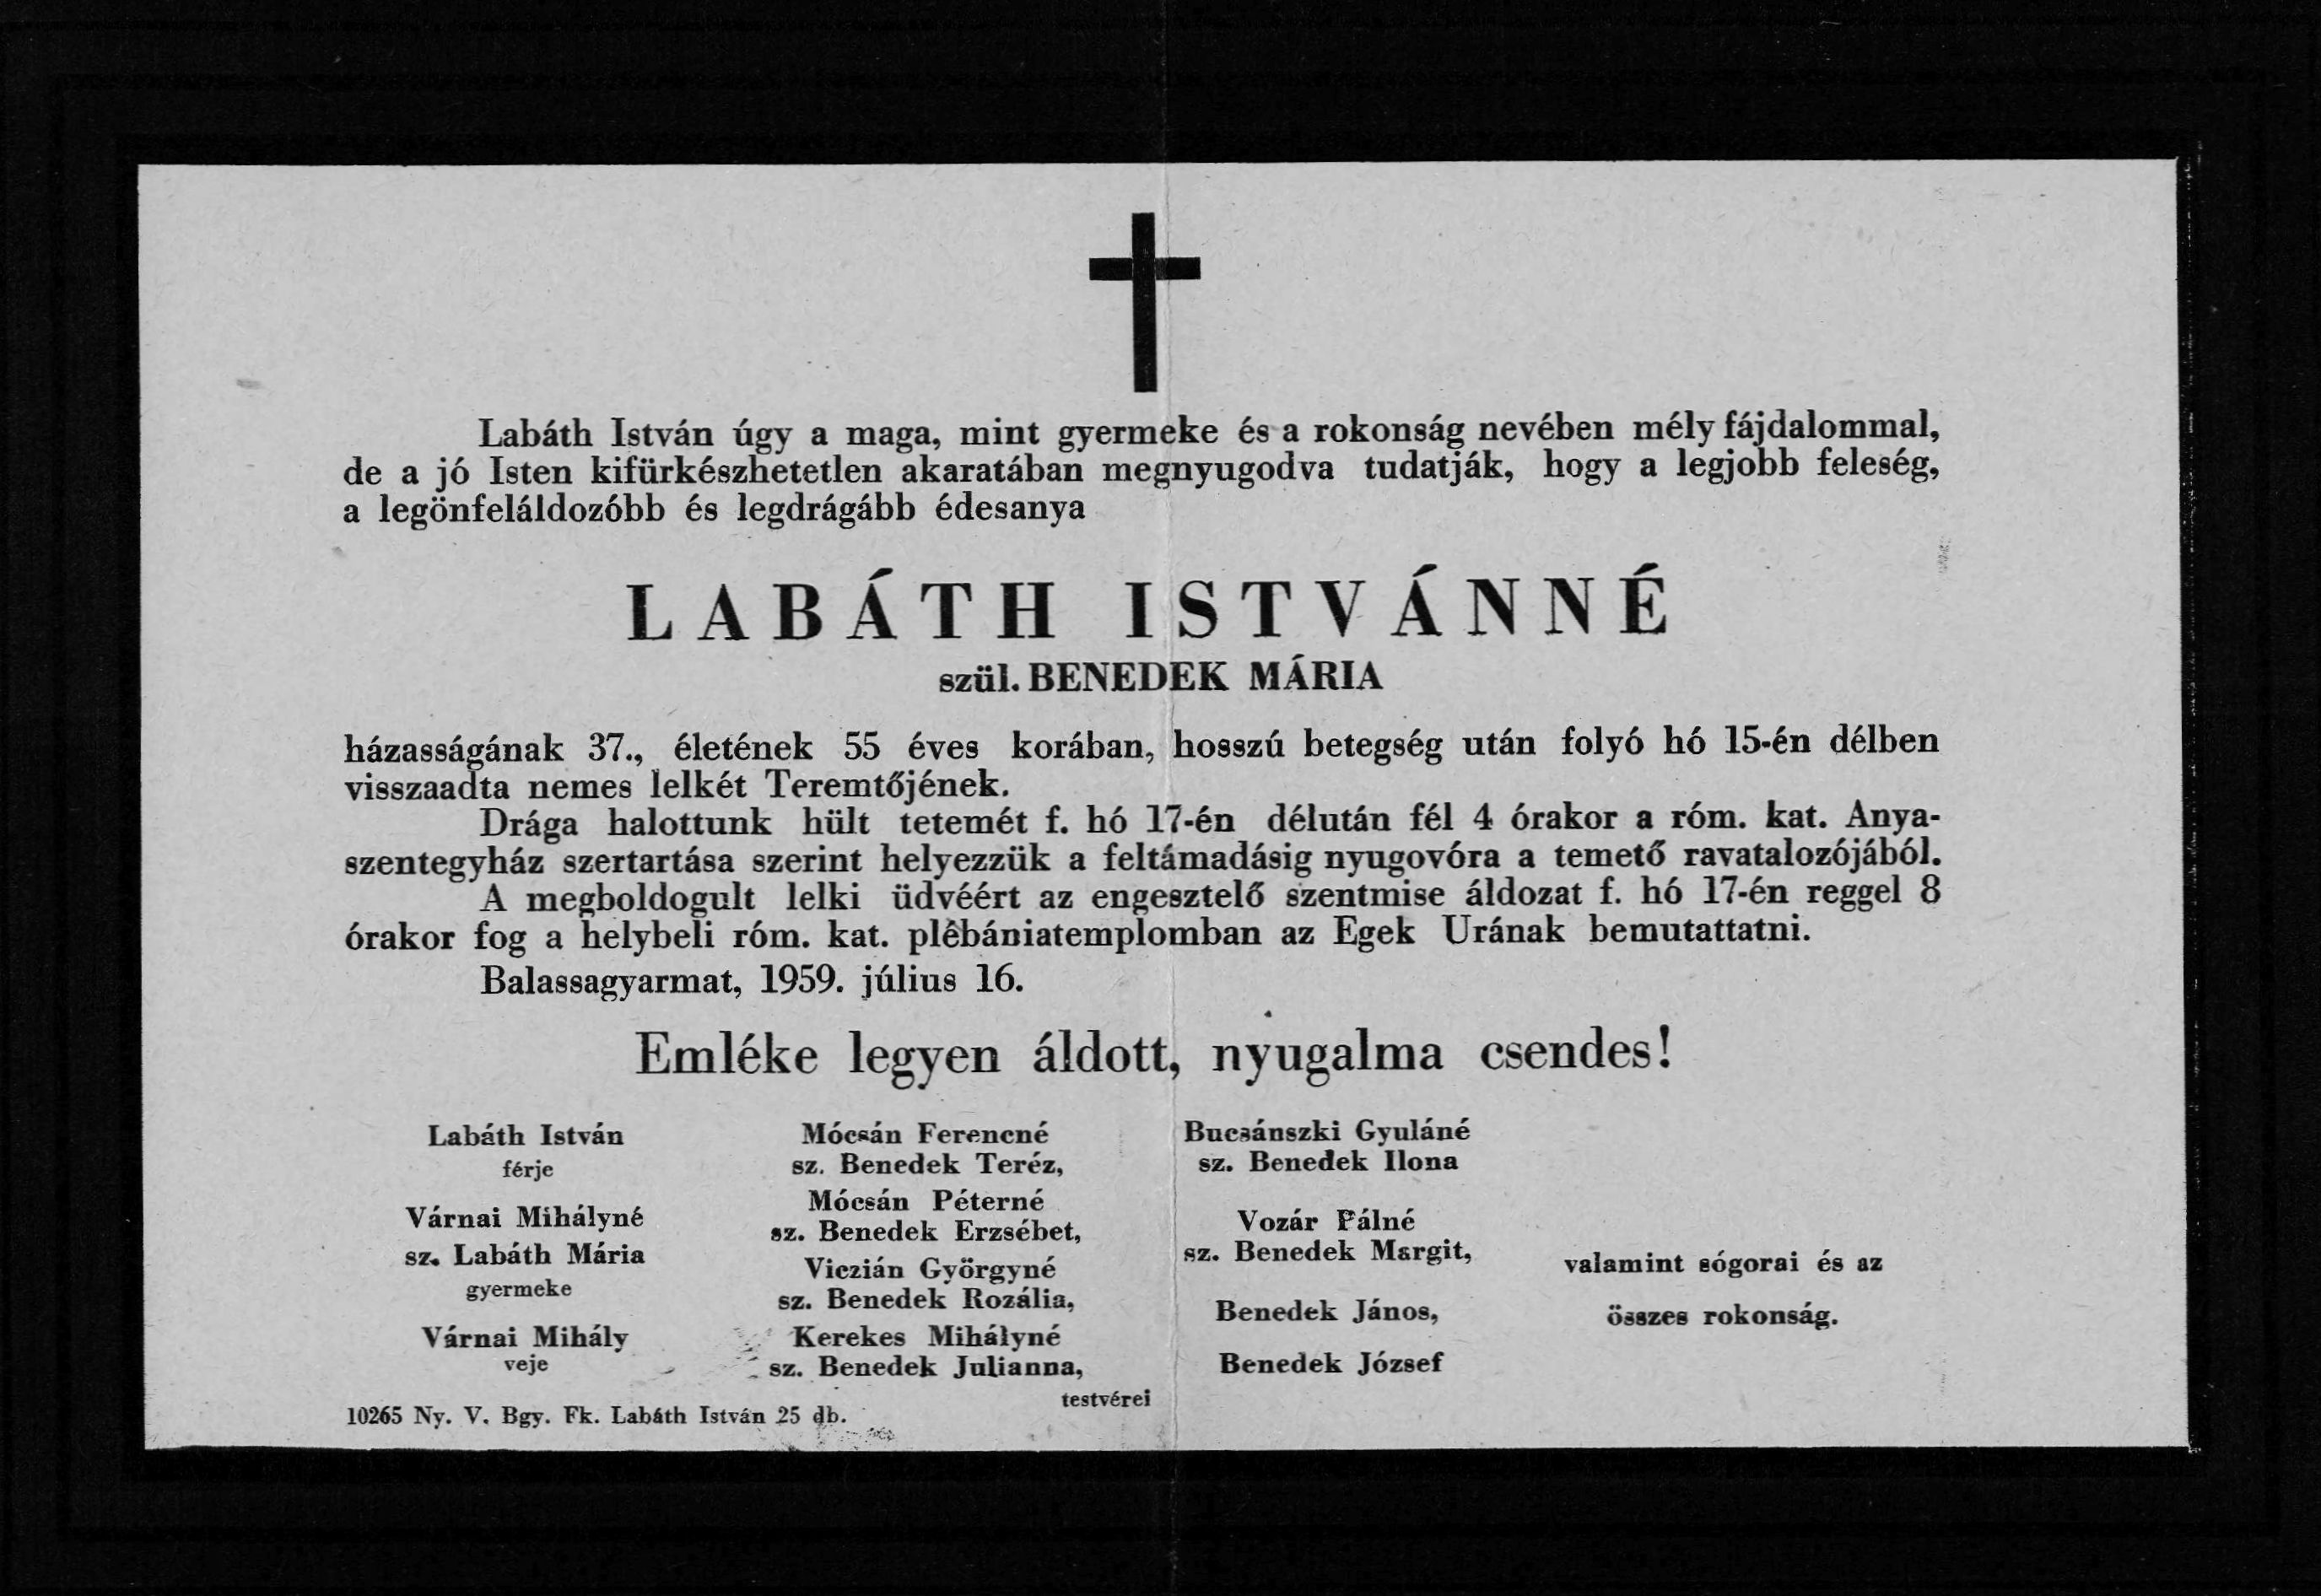 Labáth István úgy a maga, mint gyermeke és a rokonság nevében mély fájdalommal,
de a jó Isten kifürkészhetetlen akaratában megnyugodva tudatják, hogy a legjobb feleség,
a legönfeláldozóbb és legdrágább édesanya
LABÁTH ISTVÁNNÉ
szül. BENEDEK MÁRIA
házasságának 37., életének 55 éves korában, hosszú betegség után folyó hó 15-én délben
visszaadta nemes lelkét Teremtőjének.
Drága halottunk hült tetemét f. hó 17-én délután fél 4 órakor a róm. kat. Anya-
szentegyház szertartása szerint helyezzük a feltámadásig nyugovóra a temető ravatalozójából.
A megboldogult lelki üdvéért az engesztelő szentmise áldozat f. hó 17-én reggel 8
órakor fog a helybeli róm. kat. plébániatemplomban az Egek Urának bemutattatni.
Balassagyarmat, 1959. július 16.
Emléke legyen áldott, nyugalma csendes!
Labáth István
férje
Várnai Mihályné
sz. Labáth Mária
gyermeke
Várnai Mihály
veje
Mócsán Ferencné
sz. Benedek Teréz,
Mócsán Péterné
sz. Benedek Erzsébet,
Viczián Györgyné
sz. Benedek Rozália,
Kerekes Mihályné
sz. Benedek Julianna,
Bucsánszki Gyuláné
sz. Benedek Ilona
Vozár Pálné
sz. Benedek Margit,
Benedek János,
Benedek József
testvérei
valamint sógorai és az
összes rokonság.
10265 Ny. V. Bgy. Fk. Labáth István 25 db.